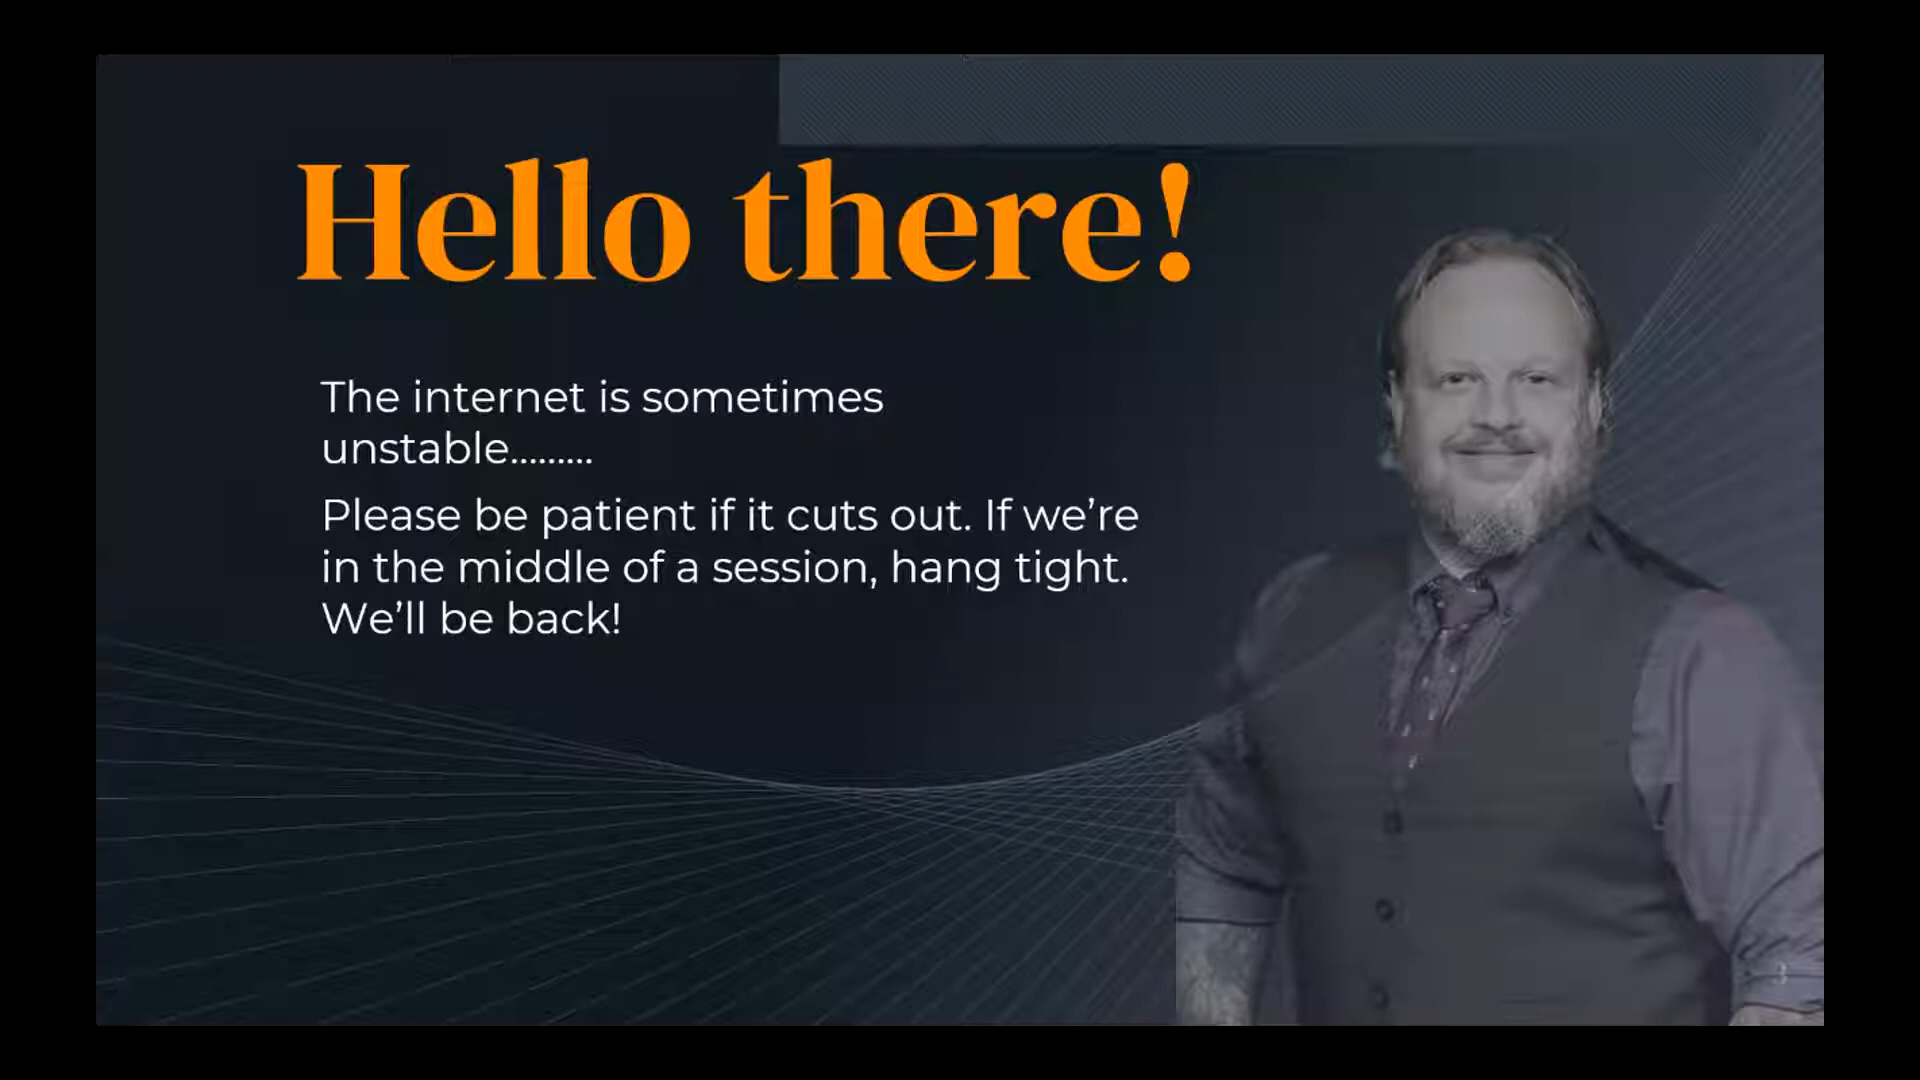 Hello there!
The internet is sometimes
unstable.........
Please be patient if it cuts out. If we’re
in the middle of a session, hang tight.
We’ll be back!
3